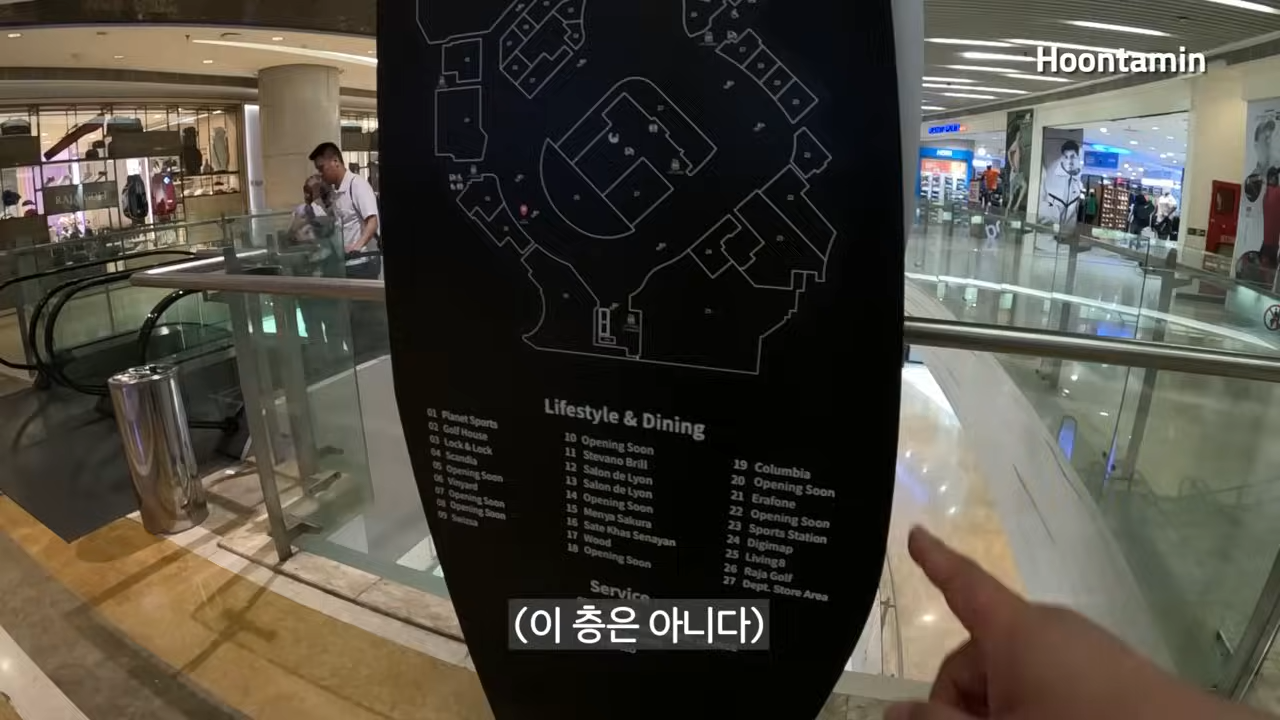 Hoontamin
Lifestyle & Dining
01 Planet Sports
02 Golf House
03 Lock & Lock
04 Scandia
05 Opening Soon
06 Vinyard
07 Opening Soon
08 Opening Soon
09 Swizsa
10 Opening Soon
11 Stevano Brill
12 Salon de Lyon
13 Salon de Lyon
14 Opening Soon
15 Menya Sakura
16 Sate Khas Senayan
17 Wood
18 Opening Soon
19 Columbia
20 Opening Soon
21 Erafone
22 Opening Soon
23 Sports Station
24 Digimap
25 Living8
26 Raja Golf
27 Dept. Store Area
Service
(이 층은 아니다)